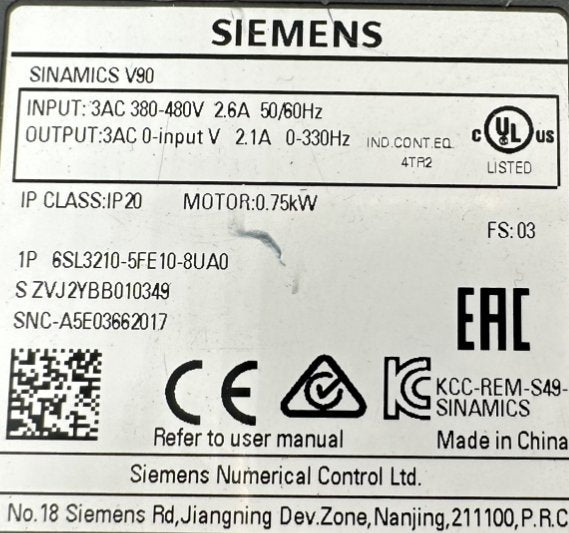 SIEMENS
SINAMICS V90
INPUT: 3AC 380-480V 2.6A 50/60Hz
OUTPUT:3AC 0-input V 2.1A 0-330Hz
IND.CONT.EQ.
4TR2
c UL us
LISTED
IP CLASS:IP20 MOTOR:0.75kW
FS: 03
1P 6SL3210-5FE10-8UA0
S ZVJ2YBB010349
SNC-A5E03662017
EAC
CE
KC
KCC-REM-S49-
SINAMICS
Refer to user manual
Made in China
Siemens Numerical Control Ltd.
No.18 Siemens Rd,Jiangning Dev.Zone,Nanjing,211100,P.R.C